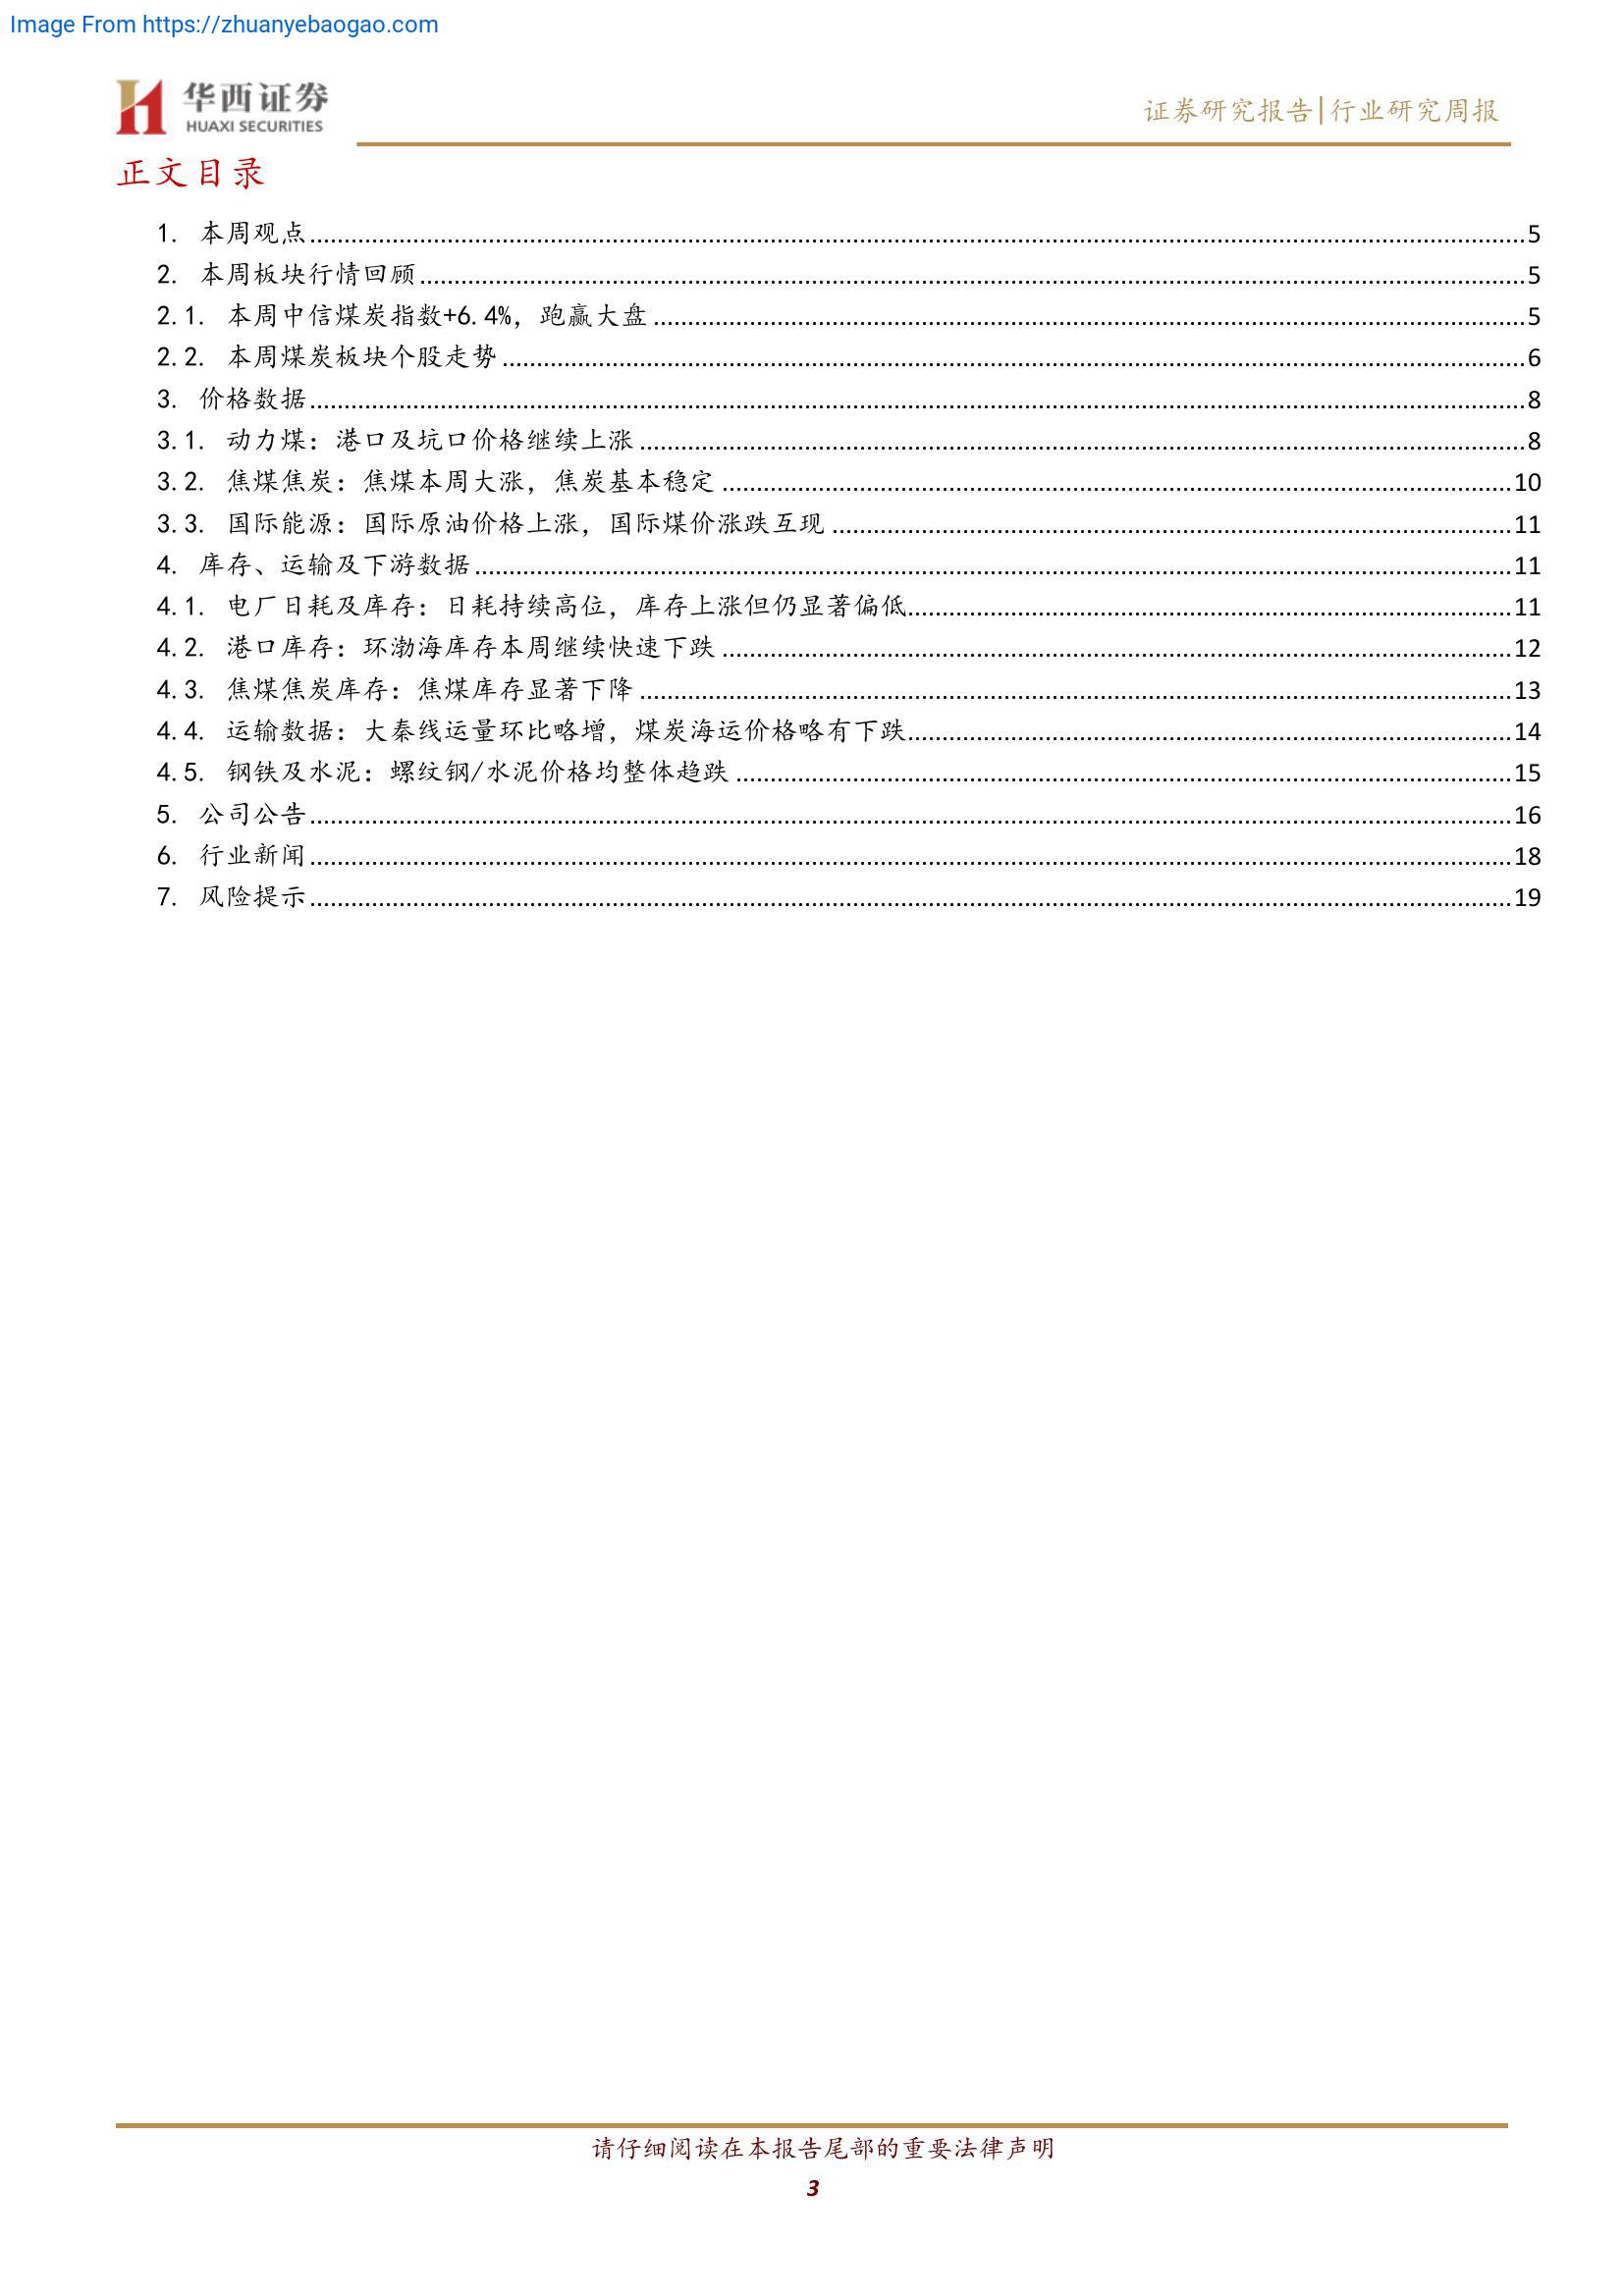 Image From https://zhuanyebaogao.com
华西证券
HUAXI SECURITIES
证券研究报告|行业研究周报
正文目录
1. 本周观点 5
2. 本周板块行情回顾 5
2.1. 本周中信煤炭指数+6.4%，跑赢大盘 5
2.2. 本周煤炭板块个股走势 6
3. 价格数据 8
3.1. 动力煤：港口及坑口价格继续上涨 8
3.2. 焦煤焦炭：焦煤本周大涨，焦炭基本稳定 10
3.3. 国际能源：国际原油价格上涨，国际煤价涨跌互现 11
4. 库存、运输及下游数据 11
4.1. 电厂日耗及库存：日耗持续高位，库存上涨但仍显著偏低 11
4.2. 港口库存：环渤海库存本周继续快速下跌 12
4.3. 焦煤焦炭库存：焦煤库存显著下降 13
4.4. 运输数据：大秦线运量环比略增，煤炭海运价格略有下跌 14
4.5. 钢铁及水泥：螺纹钢/水泥价格均整体趋跌 15
5. 公司公告 16
6. 行业新闻 18
7. 风险提示 19
请仔细阅读在本报告尾部的重要法律声明
3